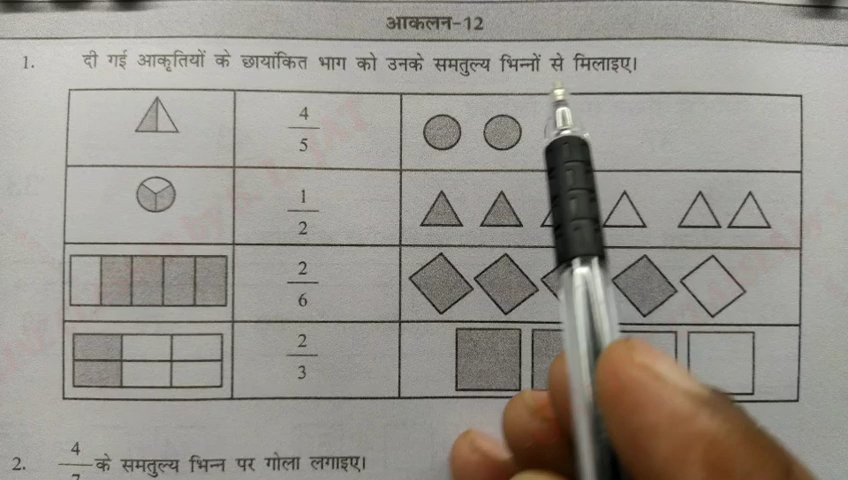 आकलन-12
1. दी गई आकृतियों के छायांकित भाग को उनके समतुल्य भिन्नों से मिलाइए।
4
5
1
2
2
6
2
3
2. 4 के समतुल्य भिन्न पर गोला लगाइए।